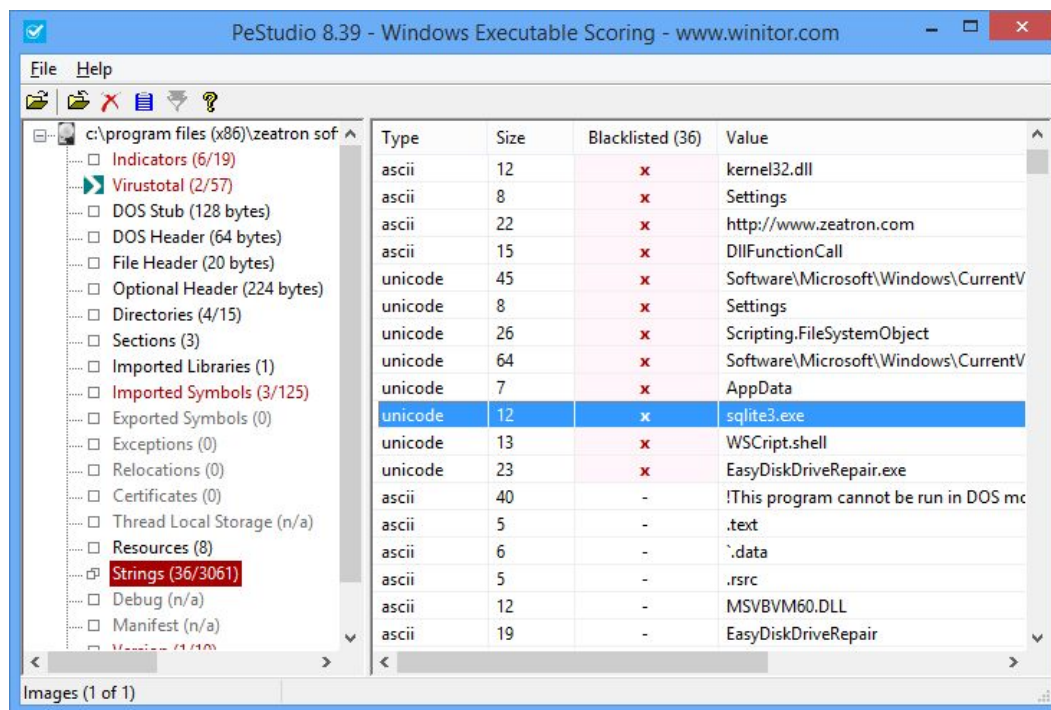 PeStudio 8.39 - Windows Executable Scoring - www.winitor.com
File Help
c:\program files (x86)\zeatron sof
Indicators (6/19)
Virustotal (2/57)
DOS Stub (128 bytes)
DOS Header (64 bytes)
File Header (20 bytes)
Optional Header (224 bytes)
Directories (4/15)
Sections (3)
Imported Libraries (1)
Imported Symbols (3/125)
Exported Symbols (0)
Exceptions (0)
Relocations (0)
Certificates (0)
Thread Local Storage (n/a)
Resources (8)
Strings (36/3061)
Debug (n/a)
Manifest (n/a)
Version (1/10)
Type Size Blacklisted (36) Value
ascii 12 x kernel32.dll
ascii 8 x Settings
ascii 22 x http://www.zeatron.com
ascii 15 x DllFunctionCall
unicode 45 x Software\Microsoft\Windows\CurrentV
unicode 8 x Settings
unicode 26 x Scripting.FileSystemObject
unicode 64 x Software\Microsoft\Windows\CurrentV
unicode 7 x AppData
unicode 12 x sqlite3.exe
unicode 13 x WSCript.shell
unicode 23 x EasyDiskDriveRepair.exe
ascii 40 - !This program cannot be run in DOS mo
ascii 5 - .text
ascii 6 - `.data
ascii 5 - .rsrc
ascii 12 - MSVBVM60.DLL
ascii 19 - EasyDiskDriveRepair
Images (1 of 1)